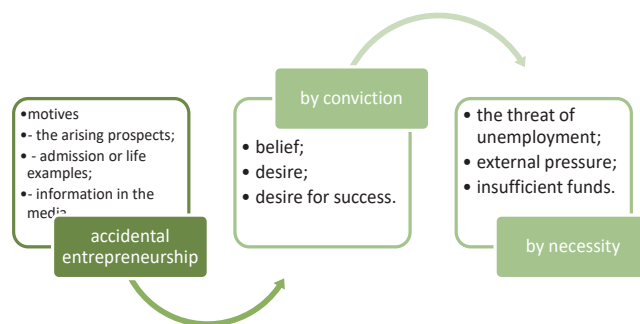 •motives
•- the arising prospects;
•- admission or life
examples;
•- information in the
media
accidental
entrepreneurship
by conviction
• belief;
• desire;
• desire for success.
• the threat of
unemployment;
• external pressure;
• insufficient funds.
by necessity